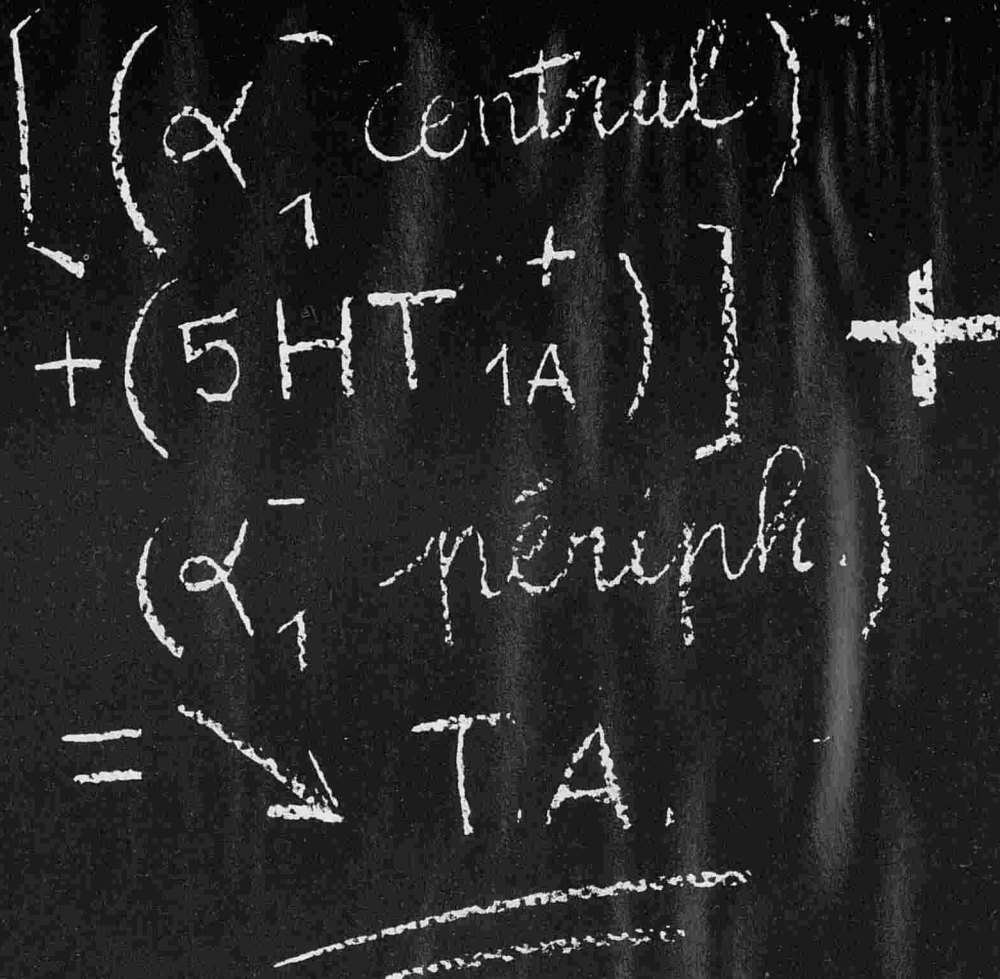 [(α₁⁻ central)
+(5HT₁ₐ⁺)] +
(α₁⁻ périph.)
= ↘ T.A.